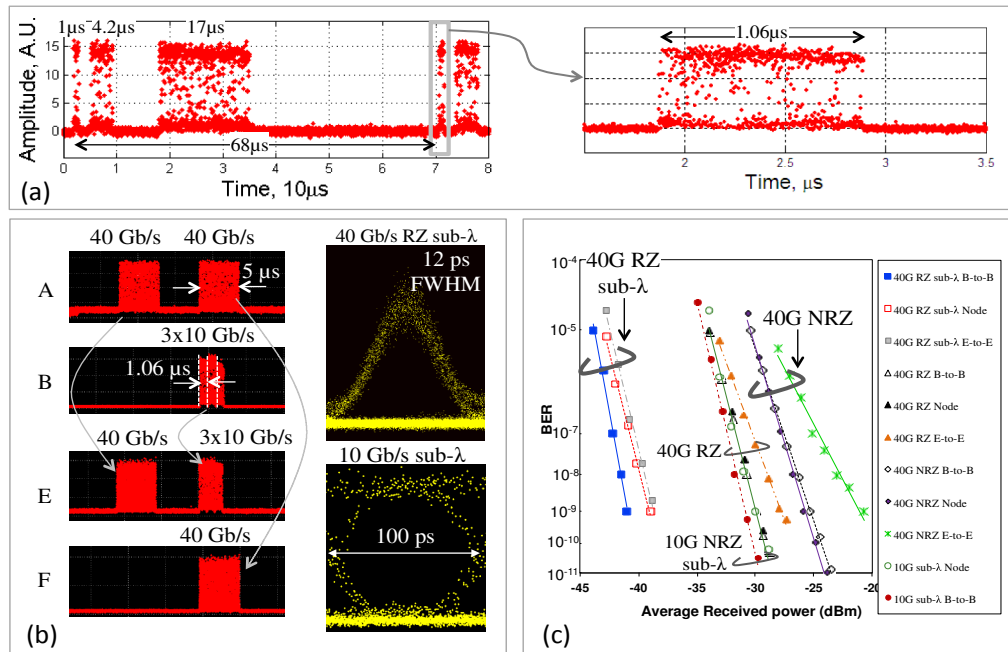 1μs 4.2μs 17μs
Amplitude, A.U.
15
10
5
0
68μs
0 1 2 3 4 5 6 7 8
Time, 10μs
(a)
1.06μs
2 2.5 3 3.5
Time, μs
40 Gb/s 40 Gb/s
A
5 μs
3x10 Gb/s
B
1.06 μs
40 Gb/s 3x10 Gb/s
E
40 Gb/s
F
(b)
40 Gb/s RZ sub-λ
12 ps
FWHM
10 Gb/s sub-λ
100 ps
BER
10-4
10-5
10-7
10-8
10-9
10-10
10-11
40G RZ
sub-λ
40G NRZ
40G RZ
10G NRZ
sub-λ
-45 -40 -35 -30 -25 -20
Average Received power (dBm)
(c)
40G RZ sub-λ B-to-B
40G RZ sub-λ Node
40G RZ sub-λ E-to-E
40G RZ B-to-B
40G RZ Node
40G RZ E-to-E
40G NRZ B-to-B
40G NRZ Node
40G NRZ E-to-E
10G sub-λ Node
10G sub-λ B-to-B